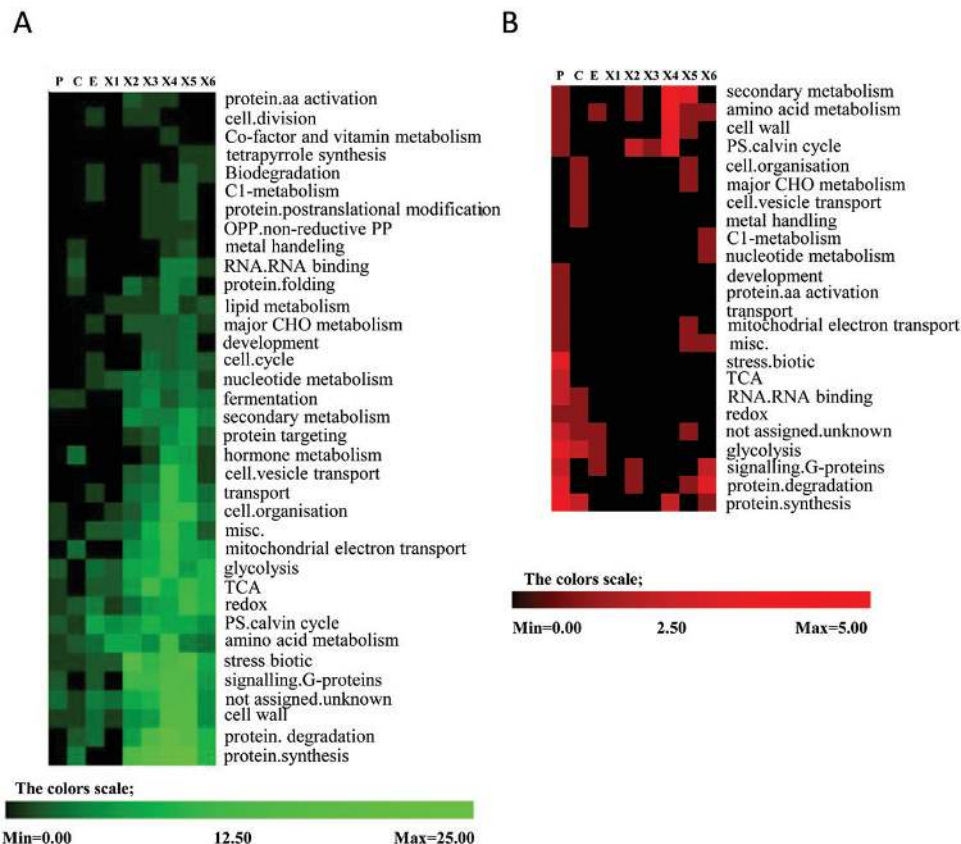 A
P C E X1 X2 X3 X4 X5 X6
protein.aa activation
cell.division
Co-factor and vitamin metabolism
tetrapyrrole synthesis
Biodegradation
C1-metabolism
protein.postranslational modification
OPP.non-reductive PP
metal handeling
RNA.RNA binding
protein.folding
lipid metabolism
major CHO metabolism
development
cell.cycle
nucleotide metabolism
fermentation
secondary metabolism
protein targeting
hormone metabolism
cell.vesicle transport
transport
cell.organisation
misc.
mitochondrial electron transport
glycolysis
TCA
redox
PS.calvin cycle
amino acid metabolism
stress biotic
signalling.G-proteins
not assigned.unknown
cell wall
protein. degradation
protein.synthesis
The colors scale;
Min=0.00 12.50 Max=25.00
B
P C E X1 X2 X3 X4 X5 X6
secondary metabolism
amino acid metabolism
cell wall
PS.calvin cycle
cell.organisation
major CHO metabolism
cell.vesicle transport
metal handling
C1-metabolism
nucleotide metabolism
development
protein.aa activation
transport
mitochodrial electron transport
misc.
stress.biotic
TCA
RNA.RNA binding
redox
not assigned.unknown
glycolysis
signalling.G-proteins
protein.degradation
protein.synthesis
The colors scale;
Min=0.00 2.50 Max=5.00